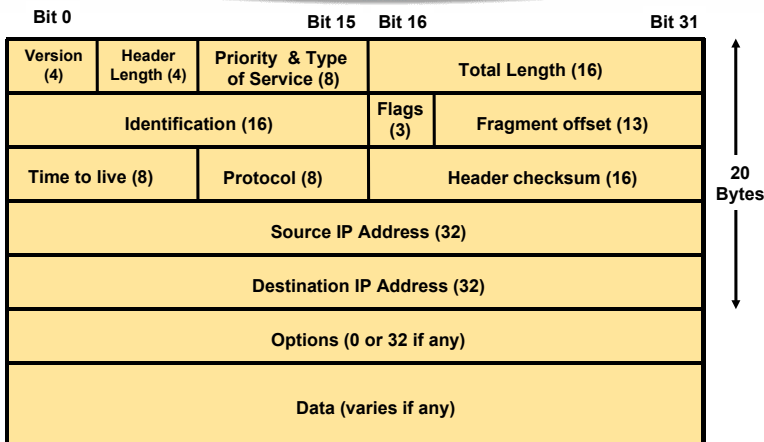 Bit 0
Bit 15
Bit 16
Bit 31
Version
(4)
Header
Length (4)
Priority & Type
of Service (8)
Total Length (16)
Identification (16)
Flags
(3)
Fragment offset (13)
Time to live (8)
Protocol (8)
Header checksum (16)
20
Bytes
Source IP Address (32)
Destination IP Address (32)
Options (0 or 32 if any)
Data (varies if any)